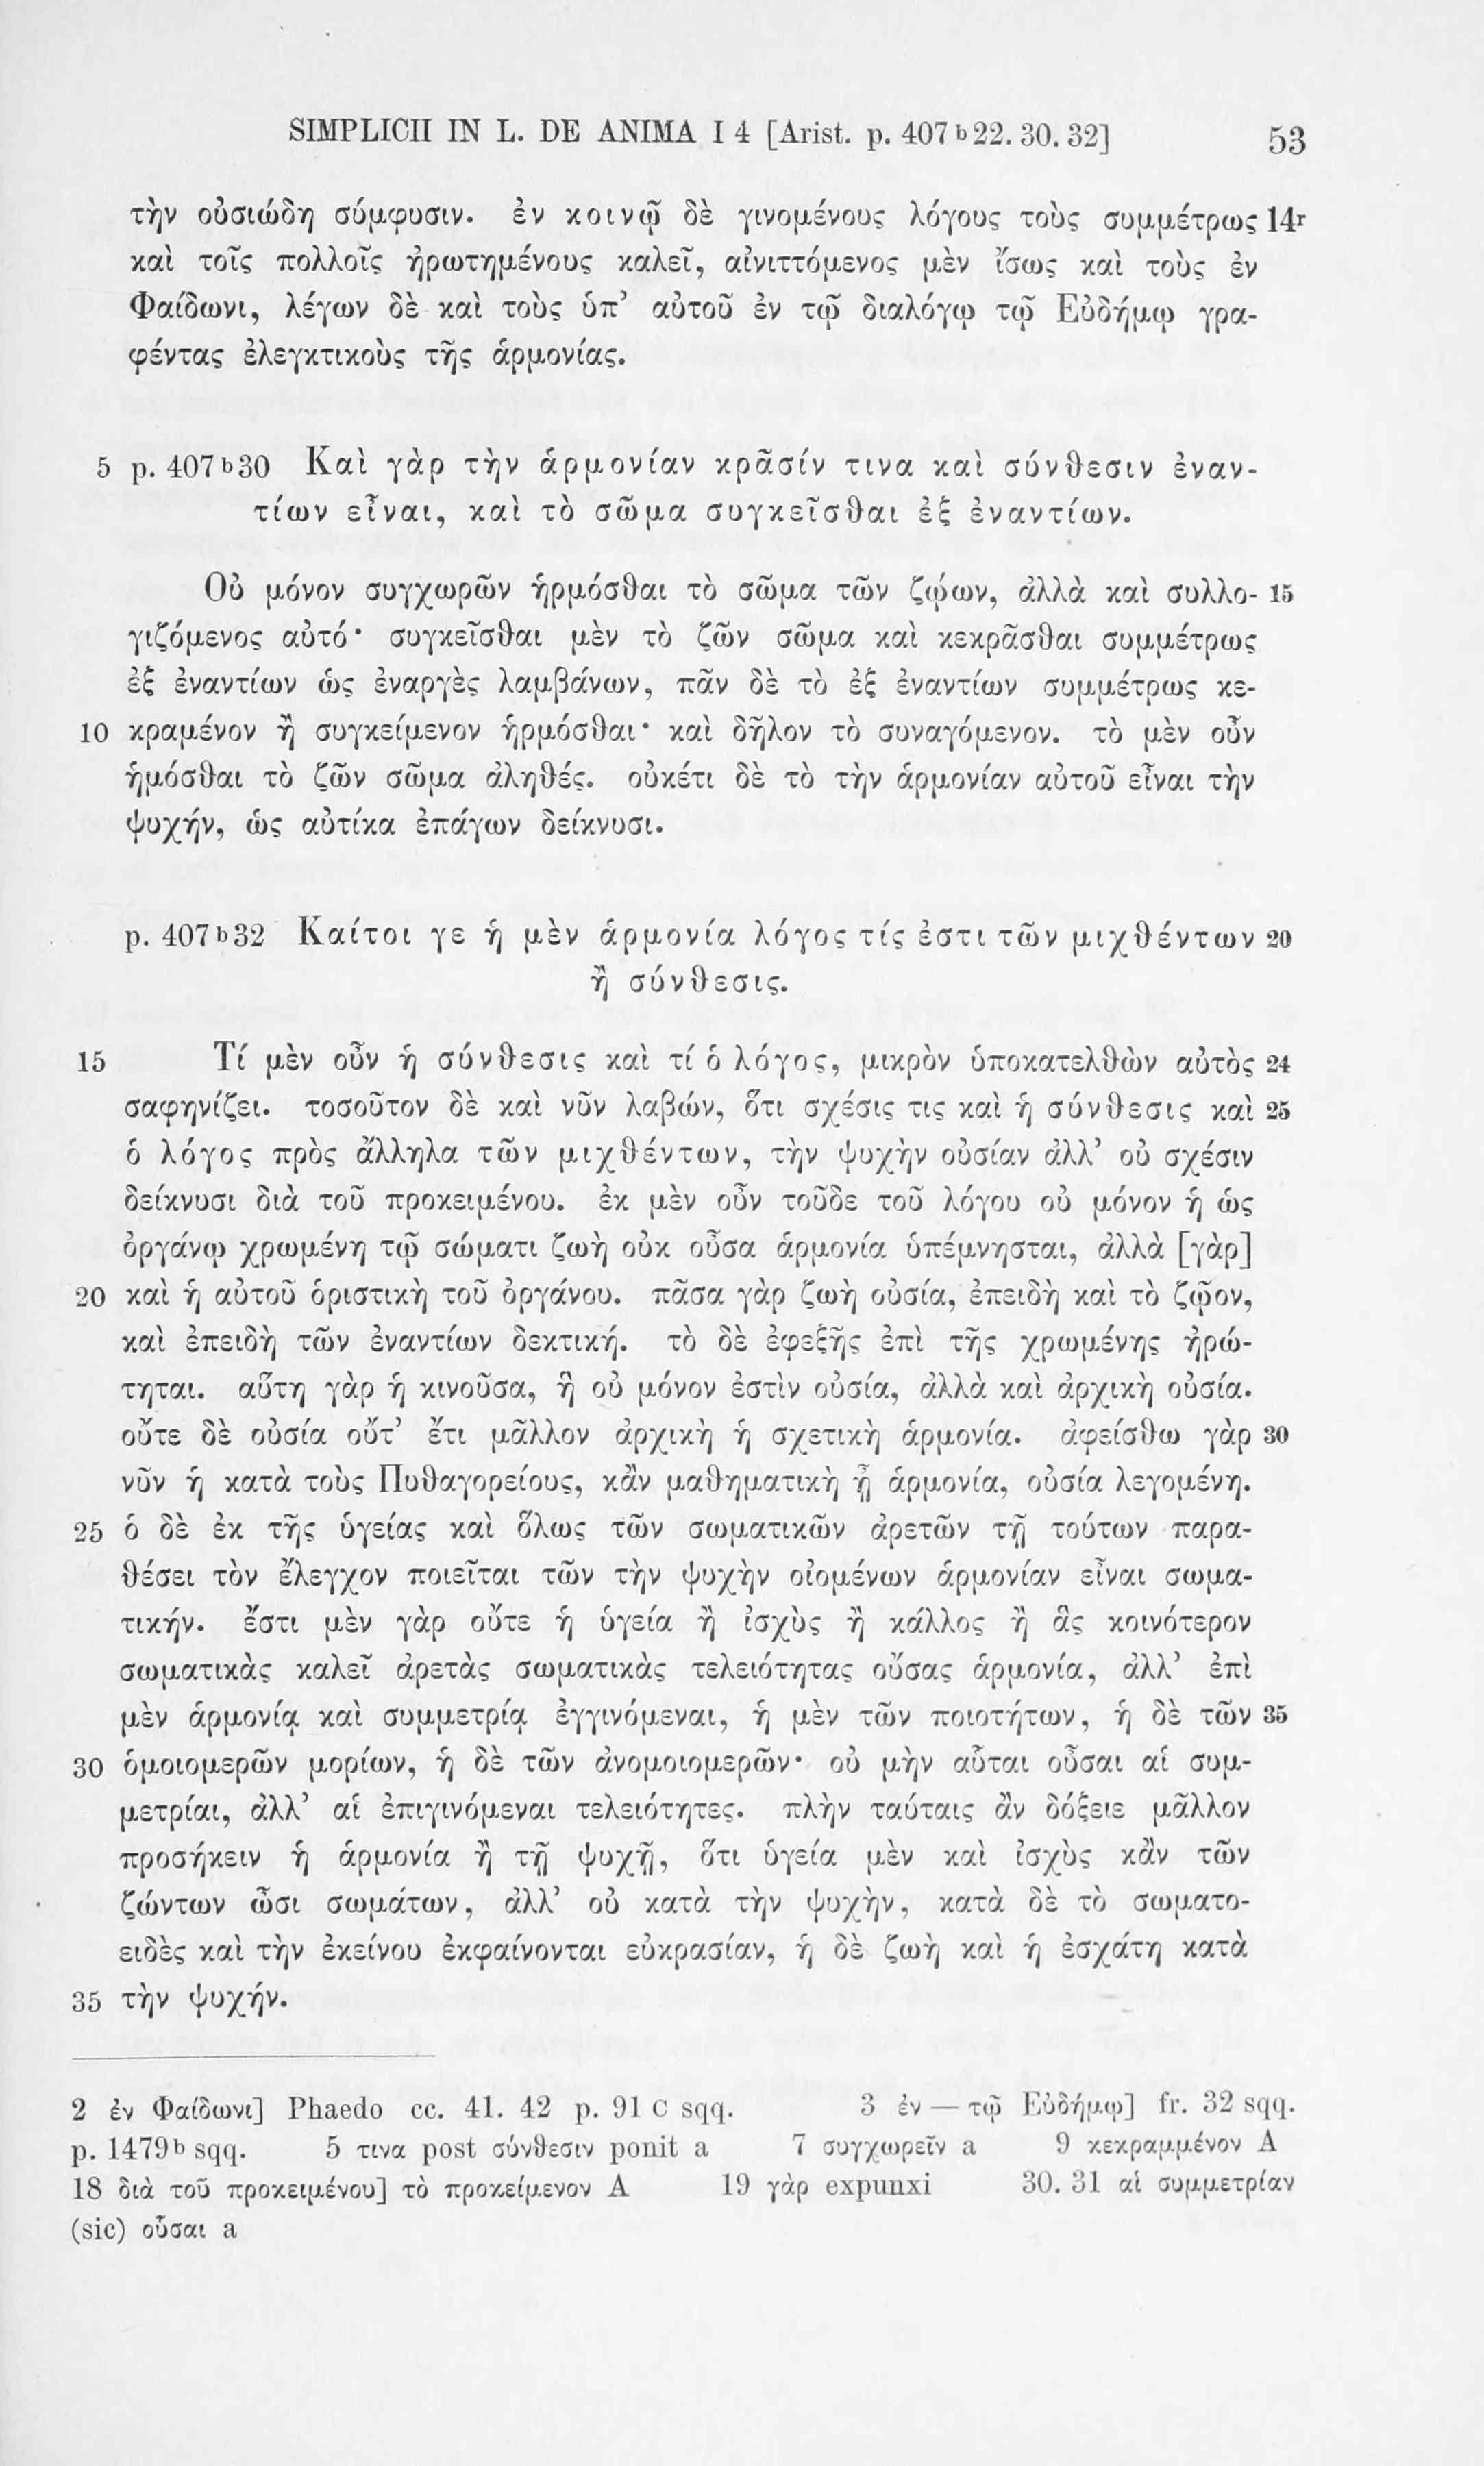 SIMPLICII IN L. DE ANIMA I 4 [Arist. p. 407 b 22. 30. 32] 53
τὴν οὐσιώδη σύμφυσιν. ἐν κοινῷ δὲ γινομένους λόγους τοὺς συμμέτρως 14r
καὶ τοῖς πολλοῖς ἠρωτημένους καλεῖ, αἰνιττόμενος μὲν ἴσως καὶ τοὺς ἐν
Φαίδωνι, λέγων δὲ καὶ τοὺς ὑπ’ αὐτοῦ ἐν τῷ διαλόγῳ τῷ Εὐδήμῳ γρα-
φέντας ἐλεγκτικοὺς τῆς ἁρμονίας.
5 p. 407b30 Καὶ γὰρ τὴν ἁρμονίαν κρᾶσίν τινα καὶ σύνθεσιν ἐναν-
τίων εἶναι, καὶ τὸ σῶμα συγκεῖσθαι ἐξ ἐναντίων.
Οὐ μόνον συγχωρῶν ἡρμόσθαι τὸ σῶμα τῶν ζῴων, ἀλλὰ καὶ συλλο- 15
γιζόμενος αὐτό· συγκεῖσθαι μὲν τὸ ζῶν σῶμα καὶ κεκρᾶσθαι συμμέτρως
ἐξ ἐναντίων ὡς ἐναργὲς λαμβάνων, πᾶν δὲ τὸ ἐξ ἐναντίων συμμέτρως κε-
10 κραμένον ἢ συγκείμενον ἡρμόσθαι· καὶ δῆλον τὸ συναγόμενον. τὸ μὲν οὖν
ἡμόσθαι τὸ ζῶν σῶμα ἀληθές. οὐκέτι δὲ τὸ τὴν ἁρμονίαν αὐτοῦ εἶναι τὴν
ψυχήν, ὡς αὐτίκα ἐπάγων δείκνυσι.
p. 407b32 Καίτοι γε ἡ μὲν ἁρμονία λόγος τίς ἐστι τῶν μιχθέντων 20
ἢ σύνθεσις.
15 Τί μὲν οὖν ἡ σύνθεσις καὶ τί ὁ λόγος, μικρὸν ὑποκατελθὼν αὐτὸς 24
σαφηνίζει. τοσοῦτον δὲ καὶ νῦν λαβών, ὅτι σχέσις τις καὶ ἡ σύνθεσις καὶ 25
ὁ λόγος πρὸς ἄλληλα τῶν μιχθέντων, τὴν ψυχὴν οὐσίαν ἀλλ’ οὐ σχέσιν
δείκνυσι διὰ τοῦ προκειμένου. ἐκ μὲν οὖν τοῦδε τοῦ λόγου οὐ μόνον ἡ ὡς
ὀργάνῳ χρωμένη τῷ σώματι ζωὴ οὐκ οὖσα ἁρμονία ὑπέμνησται, ἀλλὰ [γὰρ]
20 καὶ ἡ αὐτοῦ ὁριστικὴ τοῦ ὀργάνου. πᾶσα γὰρ ζωὴ οὐσία, ἐπειδὴ καὶ τὸ ζῷον,
καὶ ἐπειδὴ τῶν ἐναντίων δεκτική. τὸ δὲ ἐφεξῆς ἐπὶ τῆς χρωμένης ἠρώ-
τηται. αὕτη γὰρ ἡ κινοῦσα, ἣ οὐ μόνον ἐστὶν οὐσία, ἀλλὰ καὶ ἀρχικὴ οὐσία.
οὔτε δὲ οὐσία οὔτ’ ἔτι μᾶλλον ἀρχικὴ ἡ σχετικὴ ἁρμονία. ἀφείσθω γὰρ 30
νῦν ἡ κατὰ τοὺς Πυθαγορείους, κἂν μαθηματικὴ ᾖ ἁρμονία, οὐσία λεγομένη.
25 ὁ δὲ ἐκ τῆς ὑγείας καὶ ὅλως τῶν σωματικῶν ἀρετῶν τῇ τούτων παρα-
θέσει τὸν ἔλεγχον ποιεῖται τῶν τὴν ψυχὴν οἰομένων ἁρμονίαν εἶναι σωμα-
τικήν. ἔστι μὲν γὰρ οὔτε ἡ ὑγεία ἢ ἰσχὺς ἢ κάλλος ἢ ἃς κοινότερον
σωματικὰς καλεῖ ἀρετὰς σωματικὰς τελειότητας οὔσας ἁρμονία, ἀλλ’ ἐπὶ
μὲν ἁρμονίᾳ καὶ συμμετρίᾳ ἐγγινόμεναι, ἡ μὲν τῶν ποιοτήτων, ἡ δὲ τῶν 35
30 ὁμοιομερῶν μορίων, ἡ δὲ τῶν ἀνομοιομερῶν· οὐ μὴν αὗται οὖσαι αἱ συμ-
μετρίαι, ἀλλ’ αἱ ἐπιγινόμεναι τελειότητες. πλὴν ταύταις ἂν δόξειε μᾶλλον
προσήκειν ἡ ἁρμονία ἢ τῇ ψυχῇ, ὅτι ὑγεία μὲν καὶ ἰσχὺς κἂν τῶν
ζώντων ὦσι σωμάτων, ἀλλ’ οὐ κατὰ τὴν ψυχὴν, κατὰ δὲ τὸ σωματο-
ειδὲς καὶ τὴν ἐκείνου ἐκφαίνονται εὐκρασίαν, ἡ δὲ ζωὴ καὶ ἡ ἐσχάτη κατὰ
35 τὴν ψυχήν.
2 ἐν Φαίδωνι] Phaedo cc. 41. 42 p. 91 C sqq. 3 ἐν — τῷ Εὐδήμῳ] fr. 32 sqq.
p. 1479b sqq. 5 τινα post σύνθεσιν ponit a 7 συγχωρεῖν a 9 κεκραμμένον A
18 διὰ τοῦ προκειμένου] τὸ προκείμενον A 19 γὰρ expunxi 30. 31 αἱ συμμετρίαν
(sic) οὖσαι a